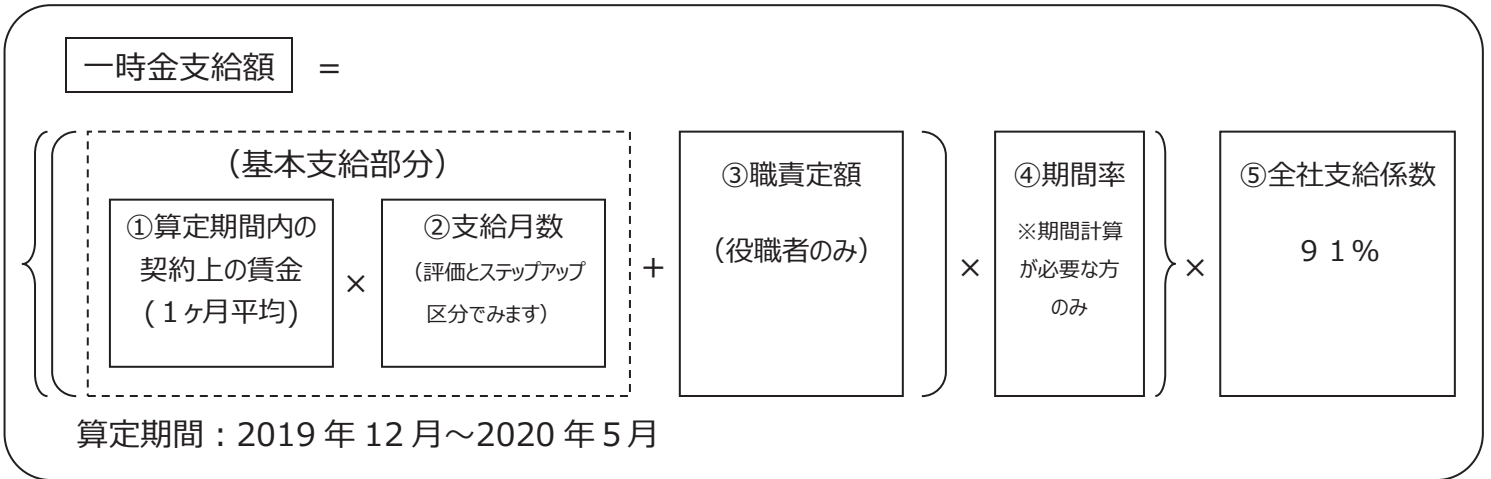 一時金支給額 =
(基本支給部分)
①算定期間内の
契約上の賃金
(1ヶ月平均)
×
②支給月数
(評価とステップアップ
区分でみます)
+
③職責定額
(役職者のみ)
×
④期間率
※期間計算
が必要な方
のみ
×
⑤全社支給係数
91%
算定期間:2019年12月~2020年5月